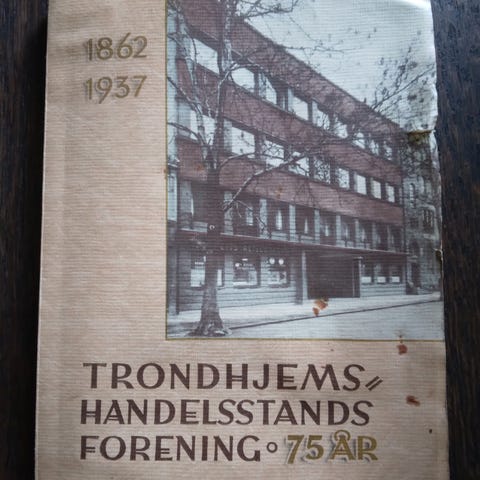 1862
1937
TRONDHJEMS=
HANDELSSTANDS
FORENING° 75 ÅR